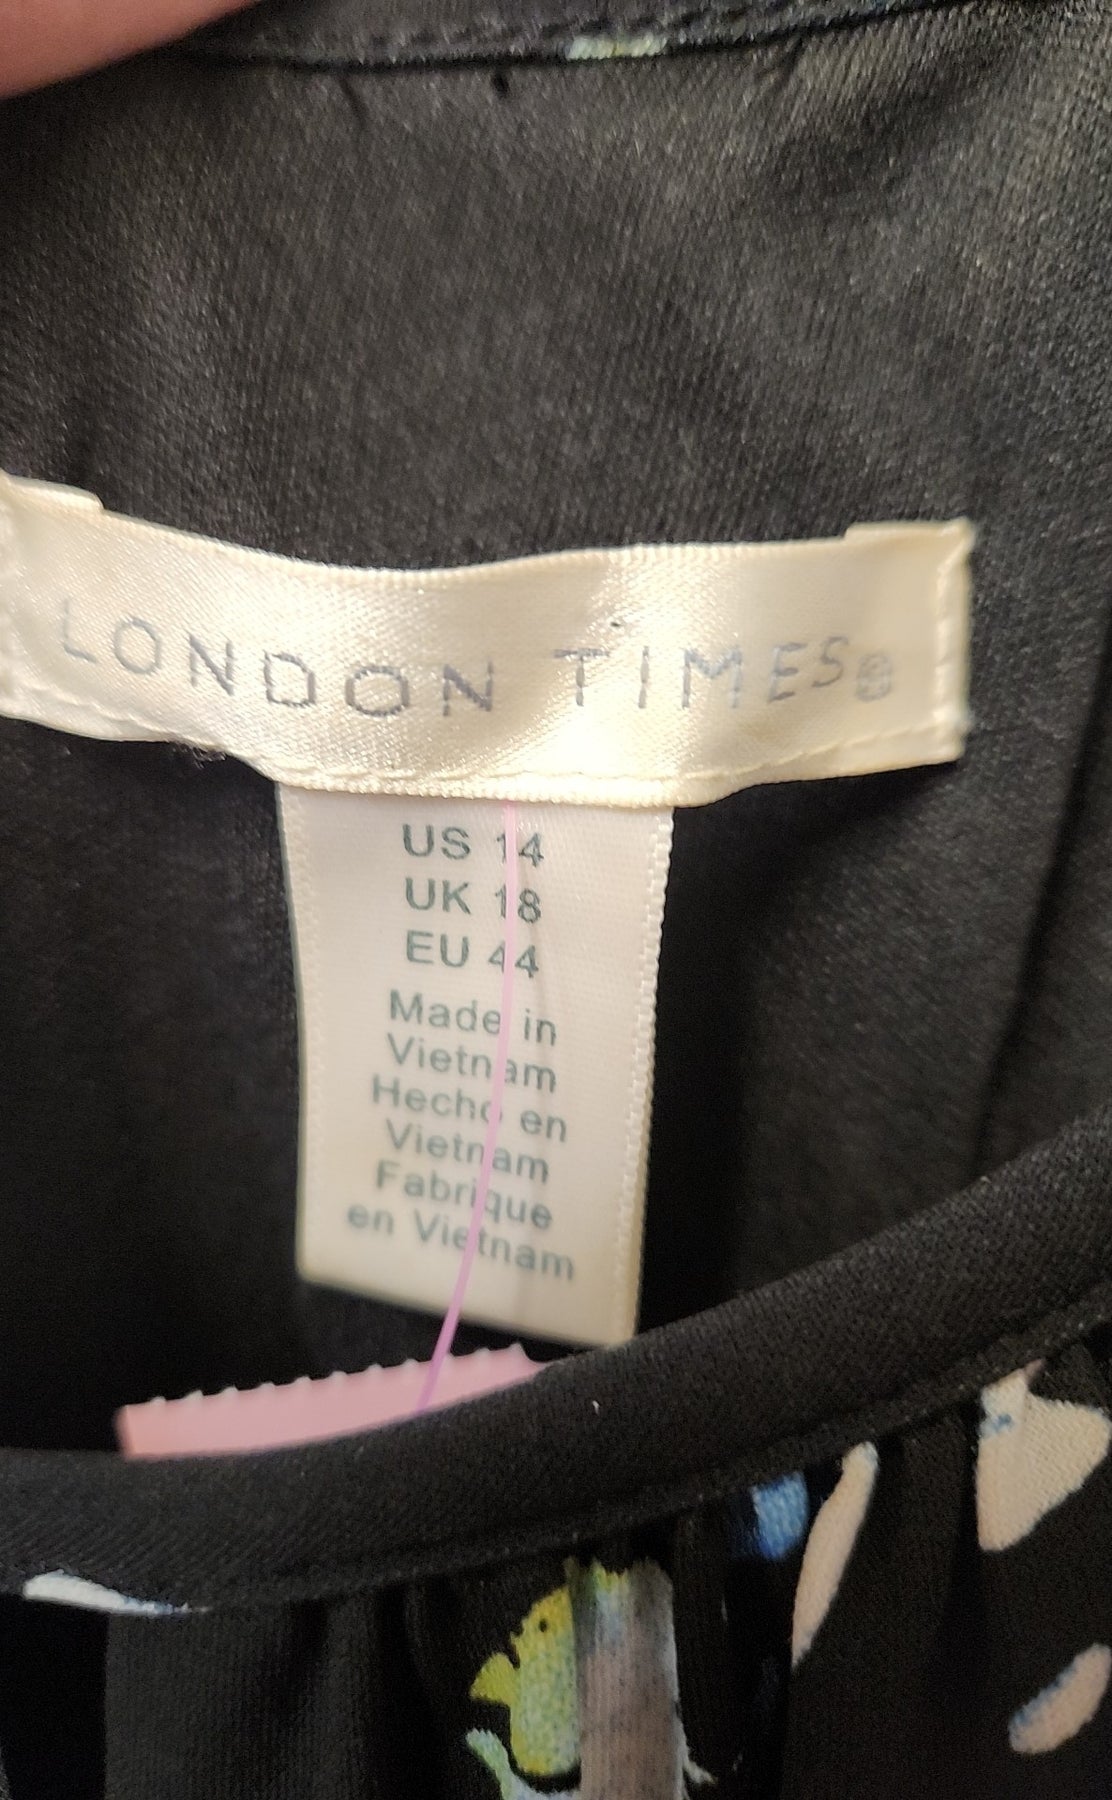 LONDON TIMES®
US 14
UK 18
EU 44
Made in
Vietnam
Hecho en
Vietnam
Fabrique
en Vietnam